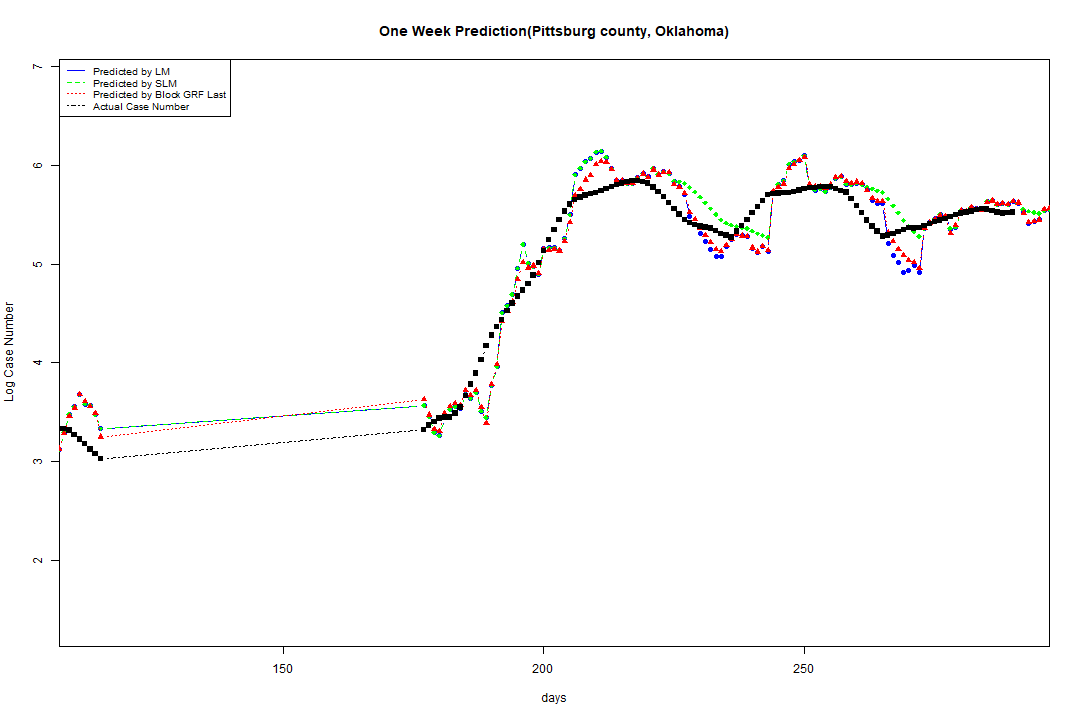 One Week Prediction(Pittsburg county, Oklahoma)
Predicted by LM
Predicted by SLM
Predicted by Block GRF Last
Actual Case Number
7
6
5
4
3
2
Log Case Number
150
200
250
days